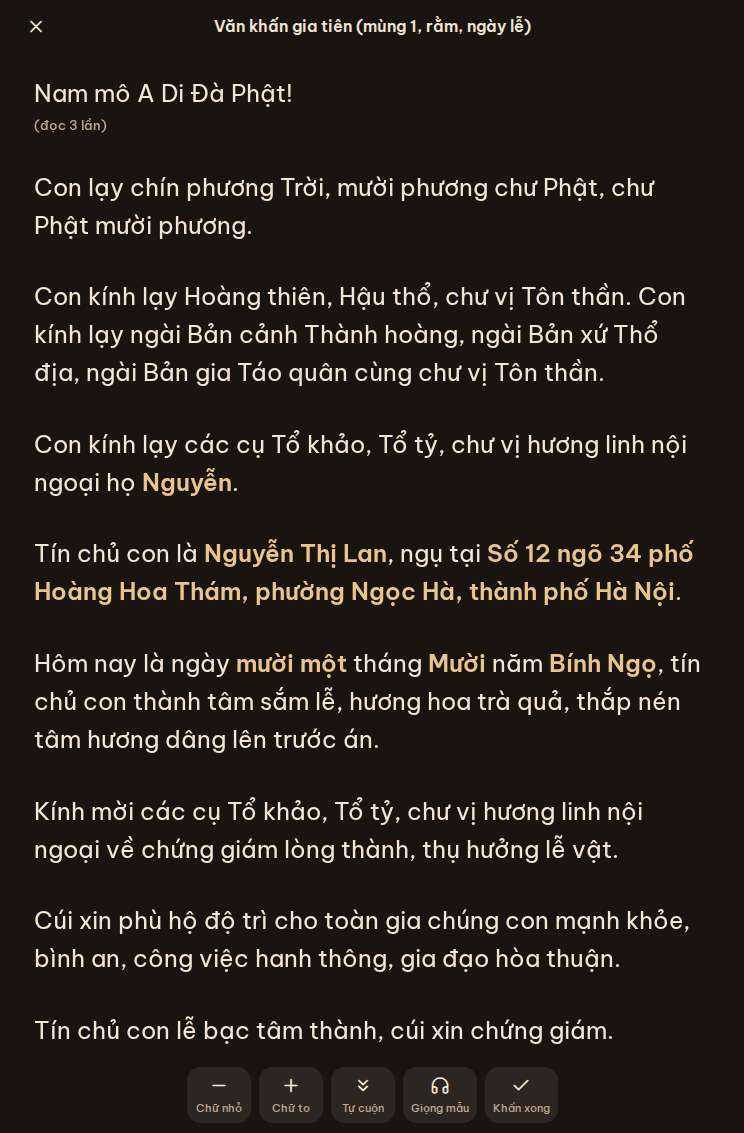 Văn khấn gia tiên (mùng 1, rằm, ngày lễ)
Nam mô A Di Đà Phật!
(đọc 3 lần)
Con lạy chín phương Trời, mười phương chư Phật, chư
Phật mười phương.
Con kính lạy Hoàng thiên, Hậu thổ, chư vị Tôn thần. Con
kính lạy ngài Bản cảnh Thành hoàng, ngài Bản xứ Thổ
địa, ngài Bản gia Táo quân cùng chư vị Tôn thần.
Con kính lạy các cụ Tổ khảo, Tổ tỷ, chư vị hương linh nội
ngoại họ Nguyễn.
Tín chủ con là Nguyễn Thị Lan, ngụ tại Số 12 ngõ 34 phố
Hoàng Hoa Thám, phường Ngọc Hà, thành phố Hà Nội.
Hôm nay là ngày mười một tháng Mười năm Bính Ngọ, tín
chủ con thành tâm sắm lễ, hương hoa trà quả, thắp nén
tâm hương dâng lên trước án.
Kính mời các cụ Tổ khảo, Tổ tỷ, chư vị hương linh nội
ngoại về chứng giám lòng thành, thụ hưởng lễ vật.
Cúi xin phù hộ độ trì cho toàn gia chúng con mạnh khỏe,
bình an, công việc hanh thông, gia đạo hòa thuận.
Tín chủ con lễ bạc tâm thành, cúi xin chứng giám.
Chữ nhỏ Chữ to Tự cuộn Giọng mẫu Khấn xong